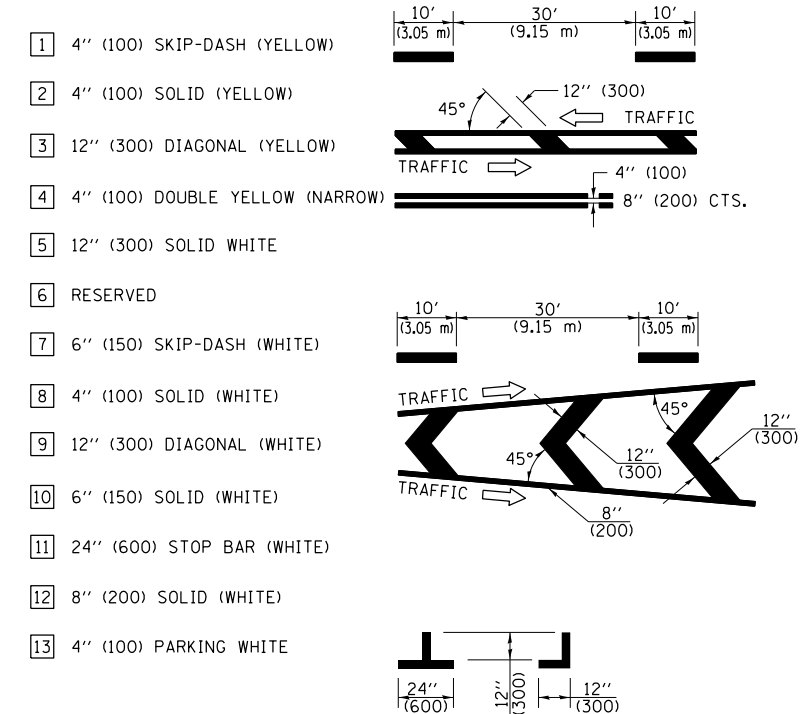 1 4'' (100) SKIP-DASH (YELLOW)
10' 30' 10'
(3.05 m) (9.15 m) (3.05 m)
2 4'' (100) SOLID (YELLOW)
3 12'' (300) DIAGONAL (YELLOW)
45° 12'' (300)
TRAFFIC
TRAFFIC
4 4'' (100) DOUBLE YELLOW (NARROW)
4'' (100)
8'' (200) CTS.
5 12'' (300) SOLID WHITE
6 RESERVED
7 6'' (150) SKIP-DASH (WHITE)
10' 30' 10'
(3.05 m) (9.15 m) (3.05 m)
8 4'' (100) SOLID (WHITE)
9 12'' (300) DIAGONAL (WHITE)
TRAFFIC
45°
12''
(300)
45°
12''
(300)
TRAFFIC
8''
(200)
10 6'' (150) SOLID (WHITE)
11 24'' (600) STOP BAR (WHITE)
12 8'' (200) SOLID (WHITE)
13 4'' (100) PARKING WHITE
24''
(600)
12''
(300)
12''
(300)